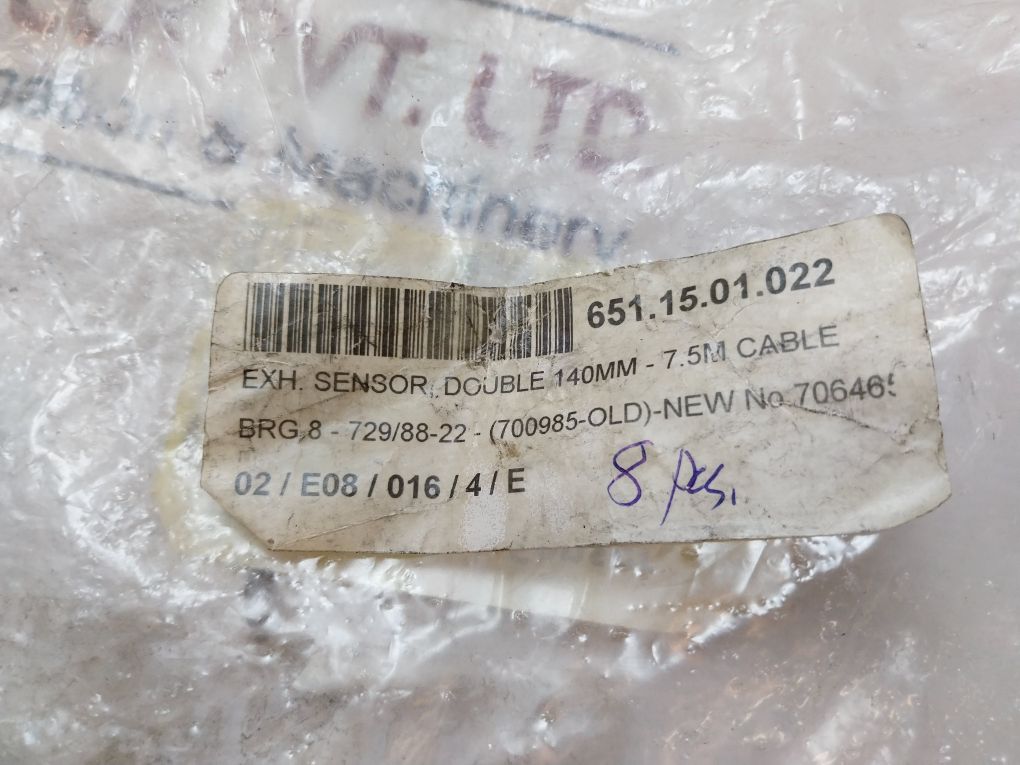 VT. LTD
& Machinery
651.15.01.022
EXH. SENSOR, DOUBLE 140MM - 7.5M CABLE
BRG,8 - 729/88-22 - (700985-OLD)-NEW No 706465
02 / E08 / 016 / 4 / E
8 pcs.